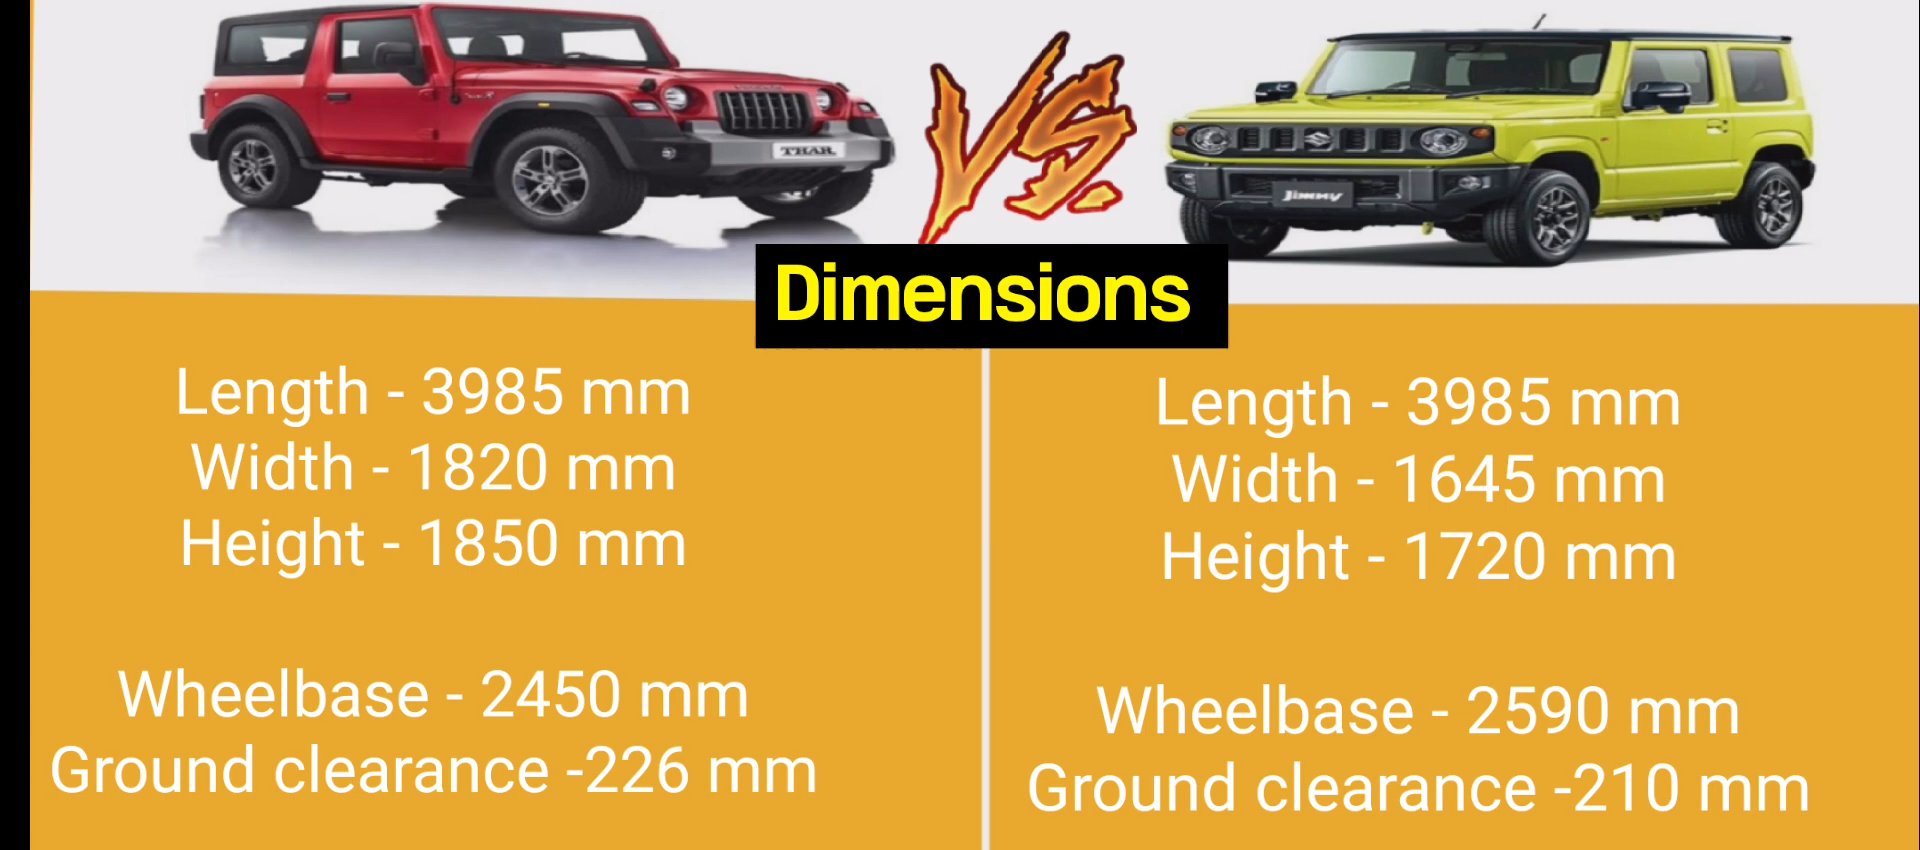 THAR
VS.
Jimny
Dimensions
Length - 3985 mm
Width - 1820 mm
Height - 1850 mm
Wheelbase - 2450 mm
Ground clearance -226 mm
Length - 3985 mm
Width - 1645 mm
Height - 1720 mm
Wheelbase - 2590 mm
Ground clearance -210 mm